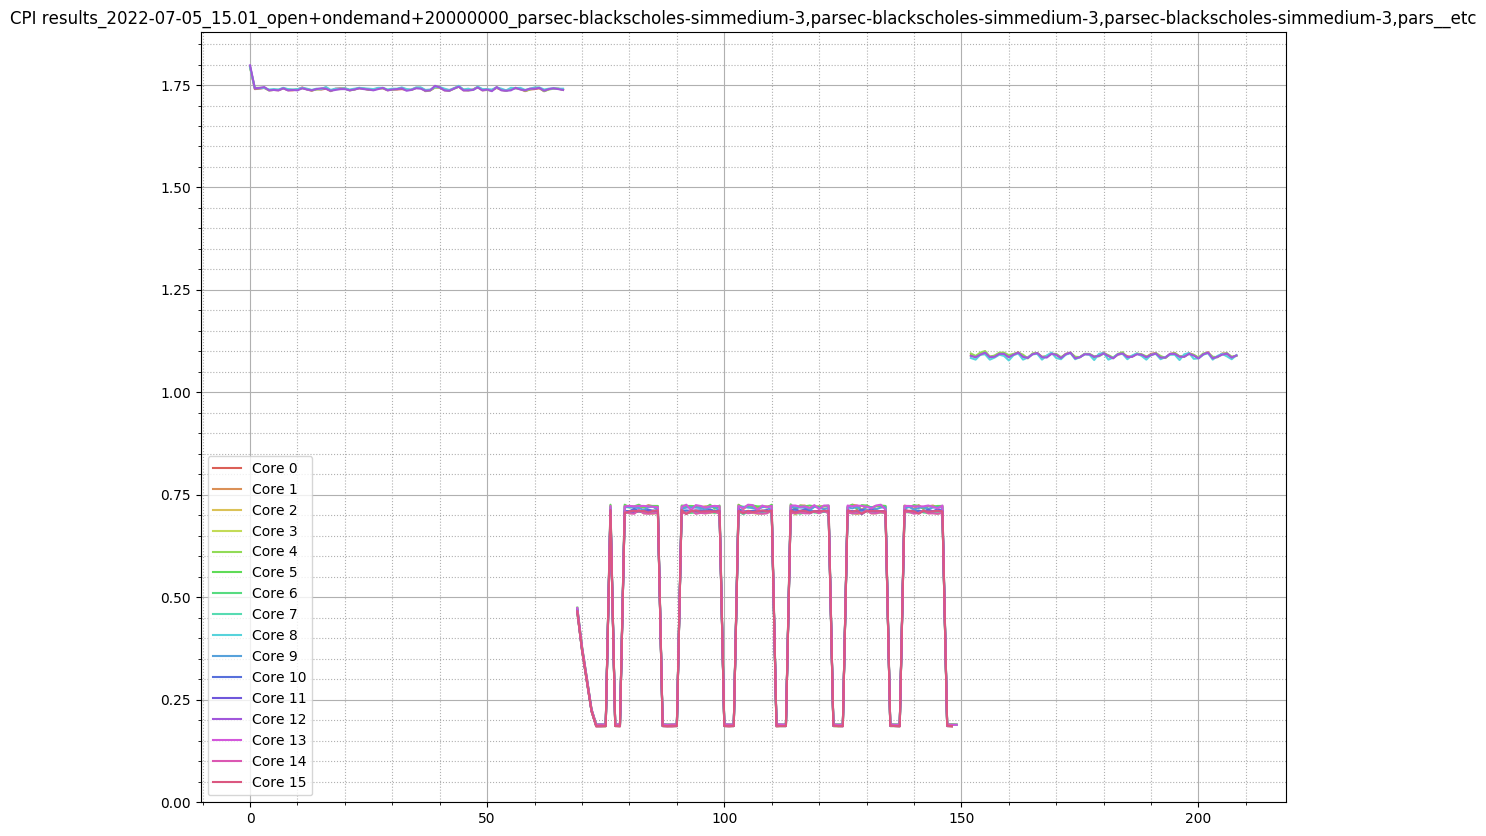 CPI results_2022-07-05_15.01_open+ondemand+20000000_parsec-blackscholes-simmedium-3,parsec-blackscholes-simmedium-3,parsec-blackscholes-simmedium-3,pars__etc
1.75
1.50
1.25
1.00
0.75
0.50
0.25
0.00
Core 0
Core 1
Core 2
Core 3
Core 4
Core 5
Core 6
Core 7
Core 8
Core 9
Core 10
Core 11
Core 12
Core 13
Core 14
Core 15
0 50 100 150 200